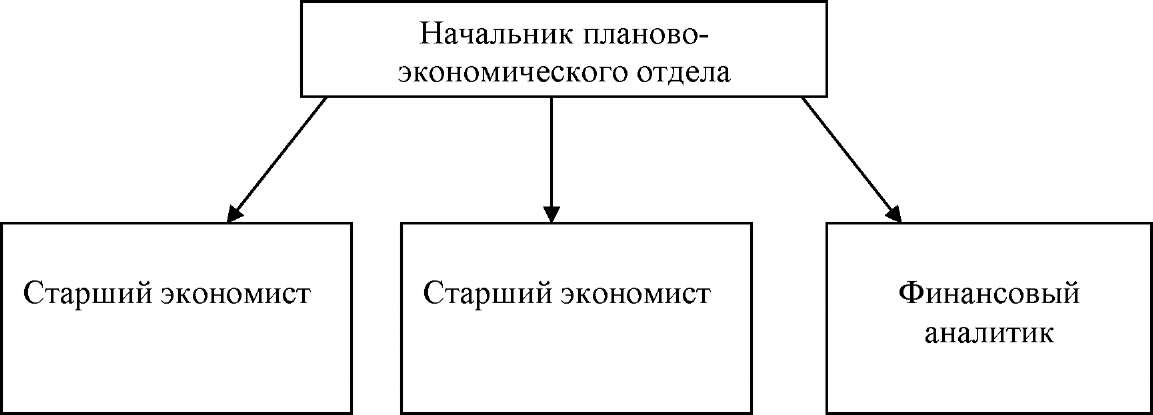 Начальник планово-
экономического отдела
Старший экономист
Старший экономист
Финансовый
аналитик